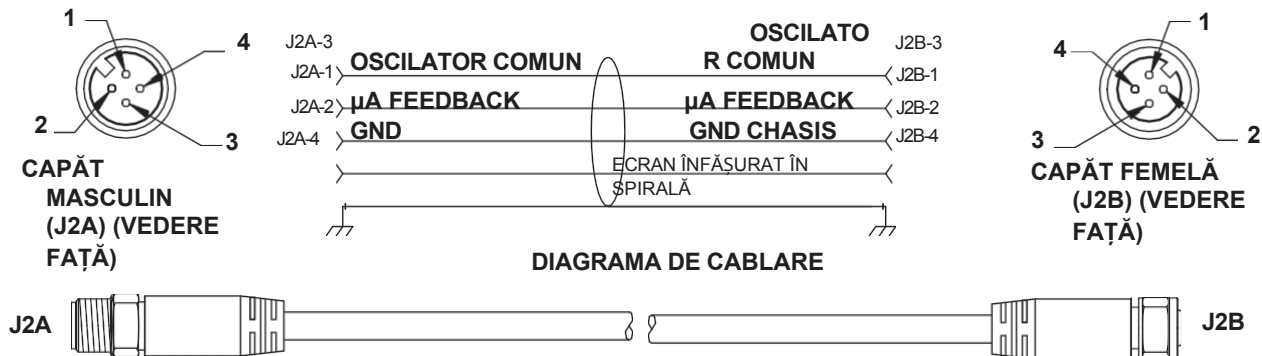 1
4
2
3
CAPĂT
MASCULIN
(J2A) (VEDERE
FAȚĂ)
J2A-3
J2A-1
J2A-2
J2A-4
OSCILATOR COMUN
µA FEEDBACK
GND
OSCILATO
R COMUN
µA FEEDBACK
GND CHASIS
ECRAN ÎNFĂȘURAT ÎN
SPIRALĂ
J2B-3
J2B-1
J2B-2
J2B-4
1
4
3
2
CAPĂT FEMELĂ
(J2B) (VEDERE
FAȚĂ)
DIAGRAMA DE CABLARE
J2A
J2B